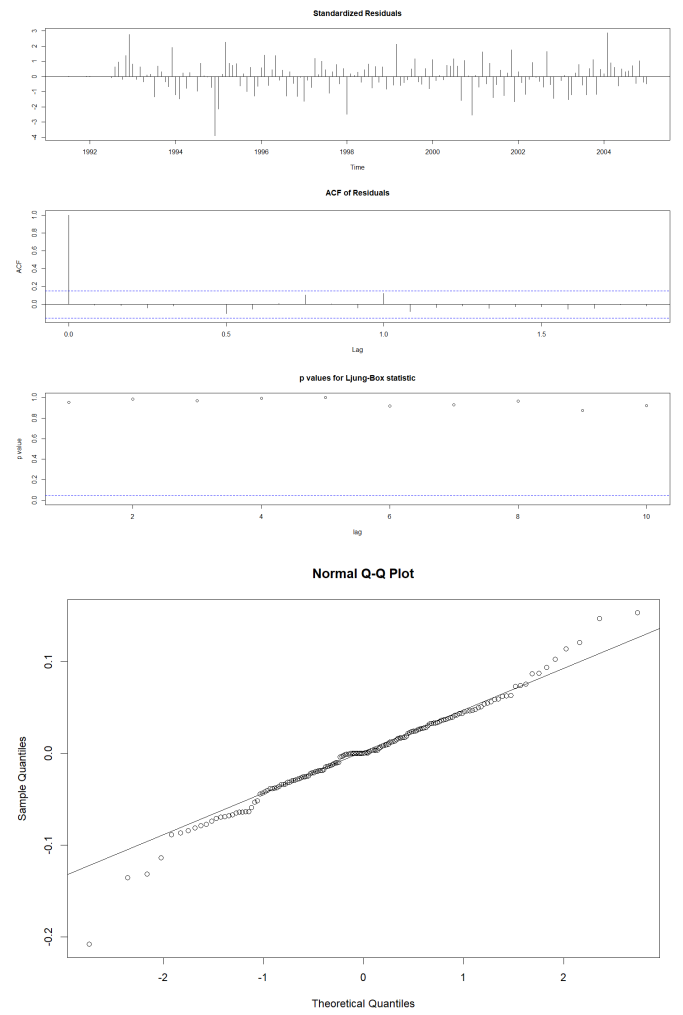 Standardized Residuals
3
2
1
0
-1
-2
-3
-4
1992 1994 1996 1998 2000 2002 2004
Time
ACF of Residuals
ACF
1.0
0.8
0.6
0.4
0.2
0.0
0.0 0.5 1.0 1.5
Lag
p values for Ljung-Box statistic
p value
1.0
0.8
0.6
0.4
0.2
0.0
2 4 6 8 10
lag
Normal Q-Q Plot
Sample Quantiles
0.1
0.0
-0.1
-0.2
-2 -1 0 1 2
Theoretical Quantiles